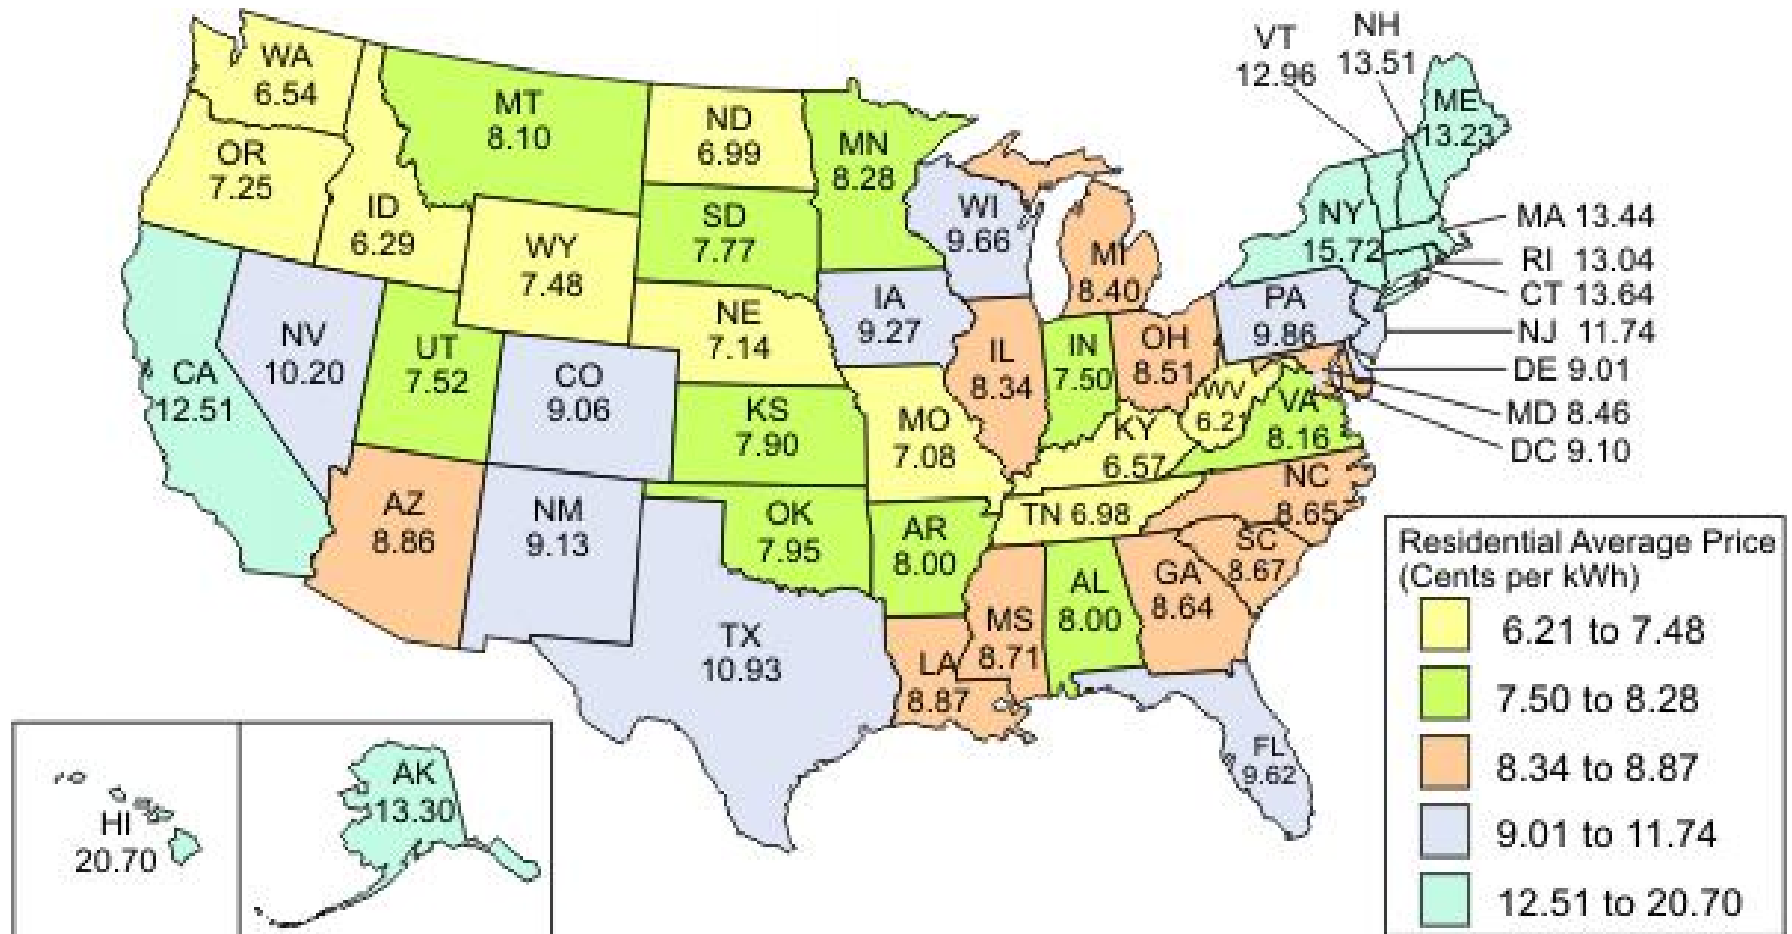 WA
6.54
OR
7.25
ID
6.29
MT
8.10
WY
7.48
ND
6.99
SD
7.77
NE
7.14
MN
8.28
WI
9.66
IA
9.27
MI
8.40
VT
12.96
NH
13.51
ME
13.23
NY
15.72
MA 13.44
RI 13.04
CT 13.64
NJ 11.74
DE 9.01
MD 8.46
DC 9.10
PA
9.86
CA
12.51
NV
10.20
UT
7.52
CO
9.06
KS
7.90
MO
7.08
IL
8.34
IN
7.50
OH
8.51
WV
6.21
VA
8.16
KY
6.57
NC
8.65
TN 6.98
SC
8.67
AZ
8.86
NM
9.13
OK
7.95
AR
8.00
TX
10.93
LA
8.87
MS
8.71
AL
8.00
GA
8.64
FL
9.62
HI
20.70
AK
13.30
Residential Average Price
(Cents per kWh)
6.21 to 7.48
7.50 to 8.28
8.34 to 8.87
9.01 to 11.74
12.51 to 20.70